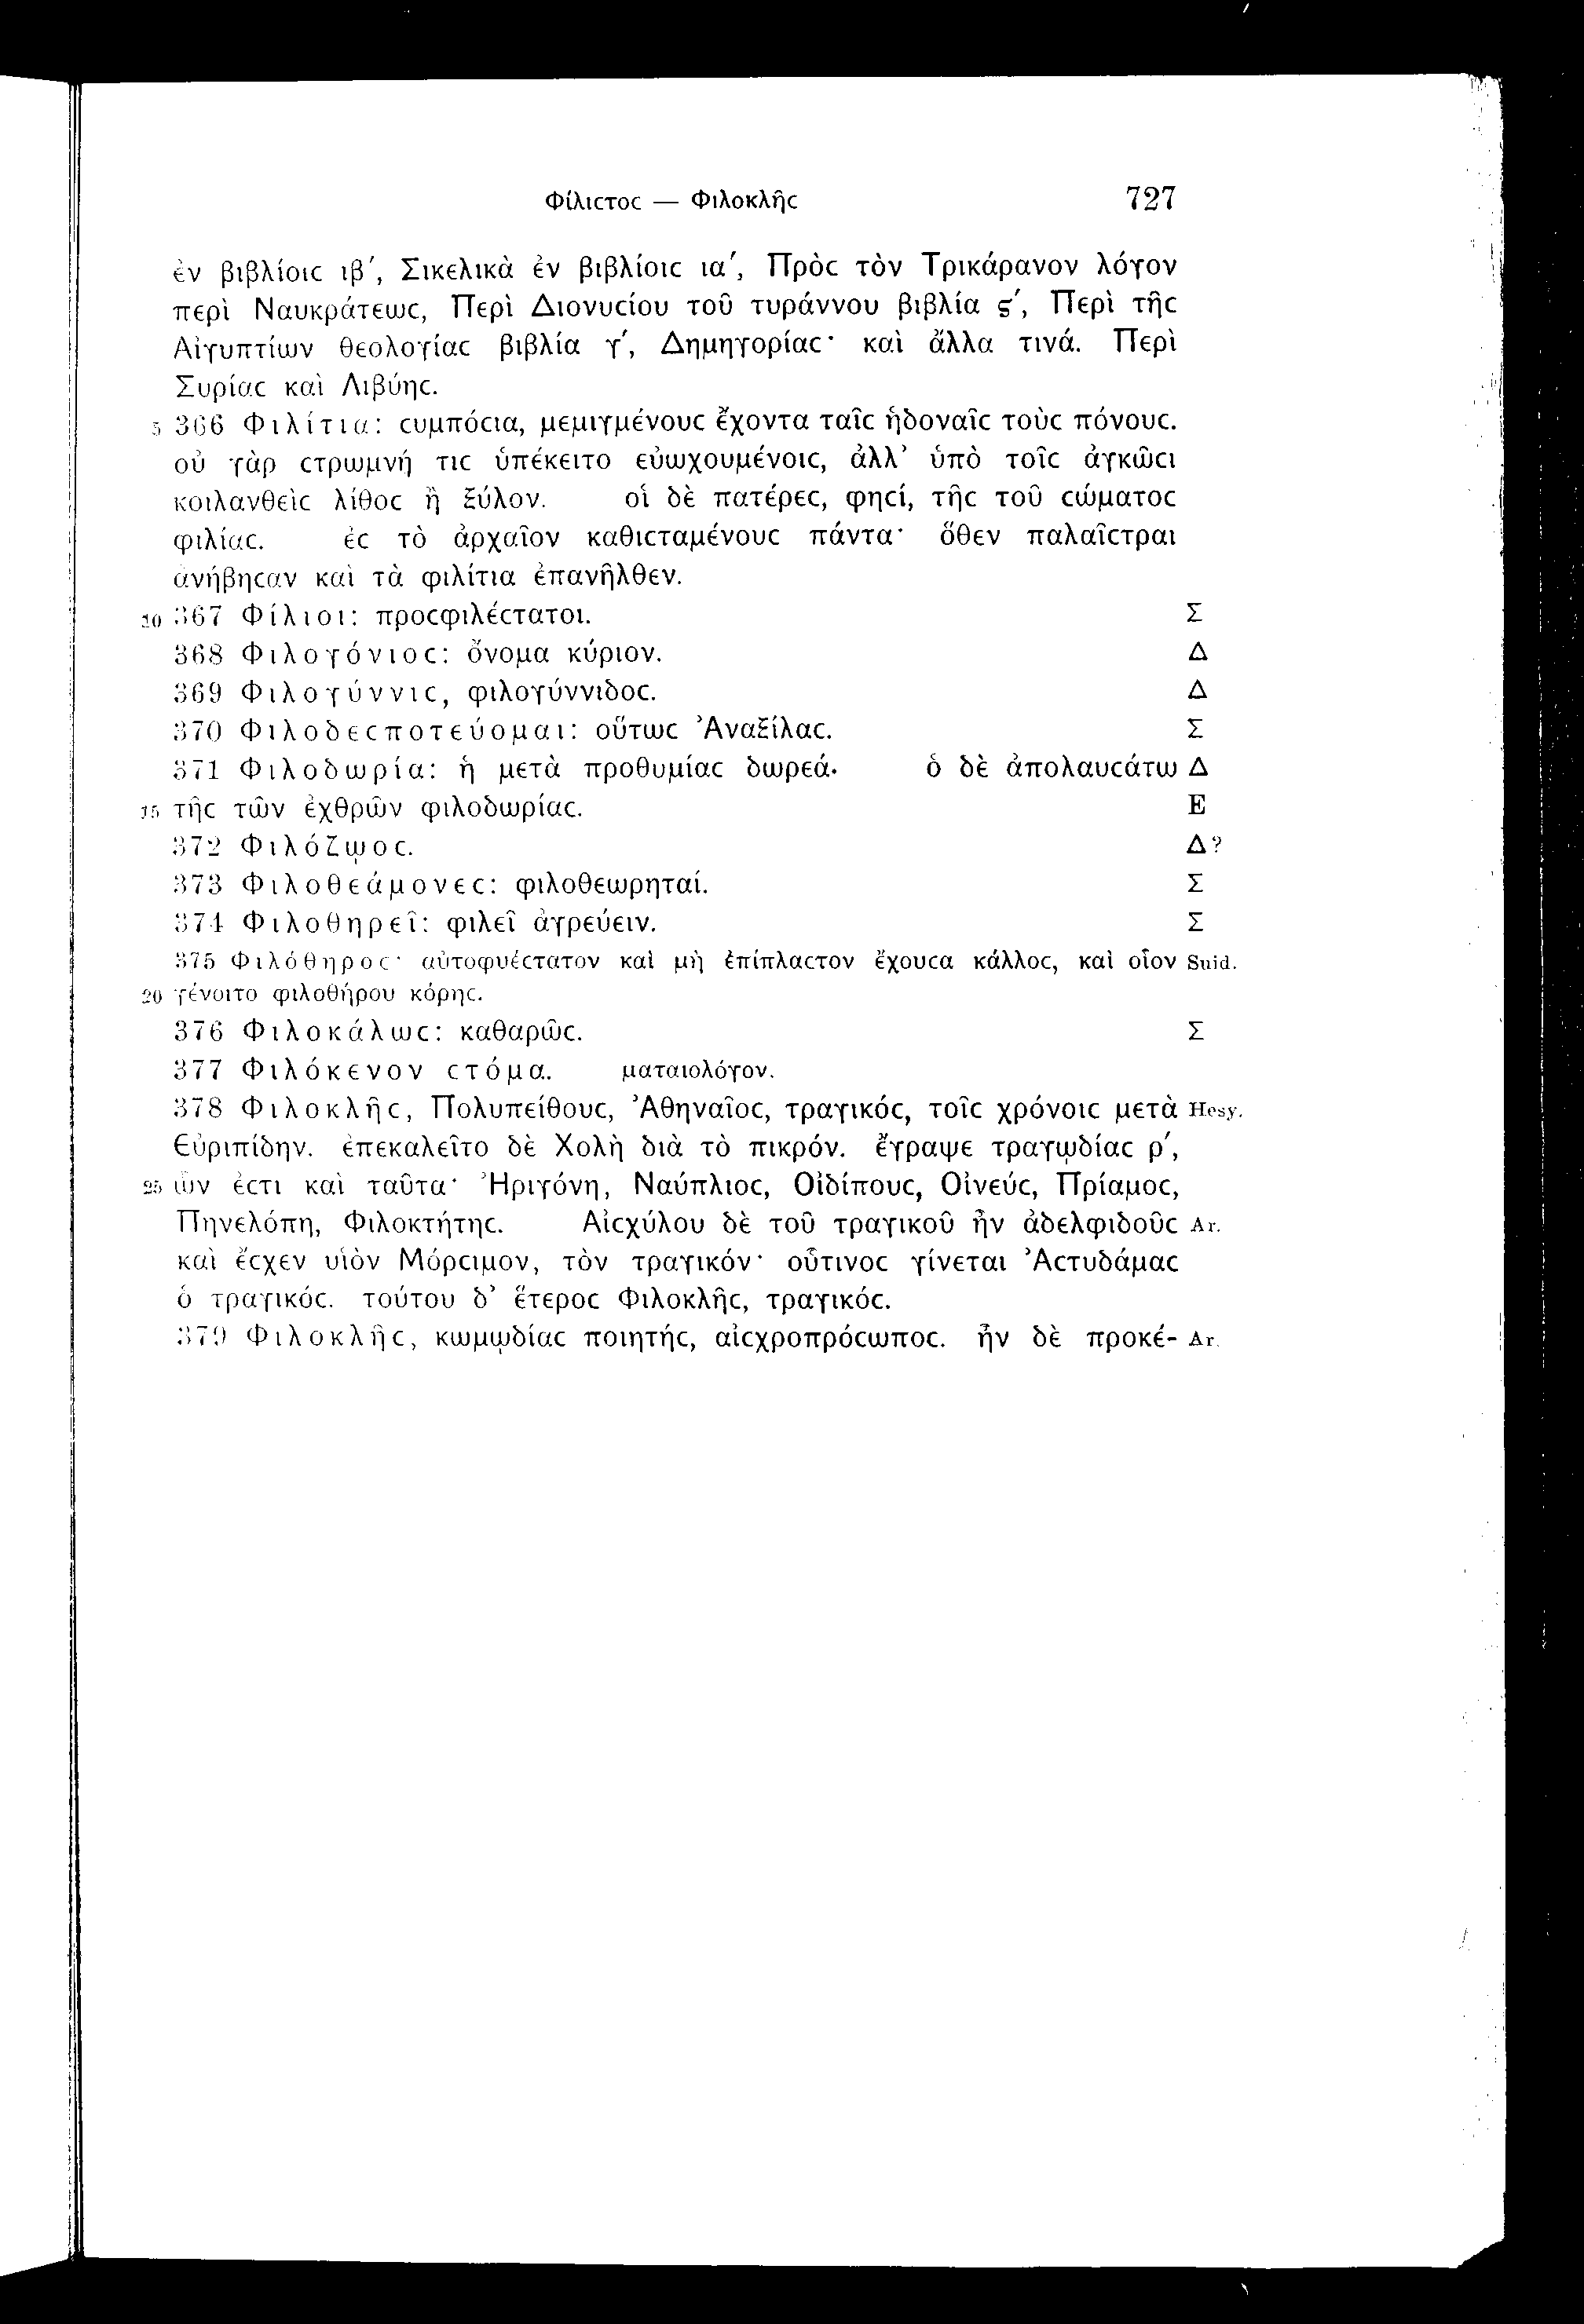 Φίλιϲτοϲ — Φιλοκλῆϲ 727
ἐν βιβλίοιϲ ιβ′, Σικελικὰ ἐν βιβλίοιϲ ια′, Πρὸϲ τὸν Τρικάρανον λόγον
περὶ Ναυκράτεωϲ, Περὶ Διονυϲίου τοῦ τυράννου βιβλία ϛ′, Περὶ τῆϲ
Αἰγυπτίων θεολογίαϲ βιβλία γ′, Δημηγορίαϲ· καὶ ἄλλα τινά. Περὶ
Συρίαϲ καὶ Λιβύηϲ.
5 366 Φιλίτια: ϲυμπόϲια, μεμιγμένουϲ ἔχοντα ταῖϲ ἡδοναῖϲ τοὺϲ πόνουϲ.
οὐ γὰρ ϲτρωμνή τιϲ ὑπέκειτο εὐωχουμένοιϲ, ἀλλ’ ὑπὸ τοῖϲ ἀγκῶϲι
κοιλανθεὶϲ λίθοϲ ἢ ξύλον. οἱ δὲ πατέρεϲ, φηϲί, τῆϲ τοῦ ϲώματοϲ
φιλίαϲ. ἐϲ τὸ ἀρχαῖον καθιϲταμένουϲ πάντα· ὅθεν παλαῖϲτραι
ἀνήβηϲαν καὶ τὰ φιλίτια ἐπανῆλθεν.
10 367 Φίλιοι: προϲφιλέϲτατοι. Σ
368 Φιλογόνιοϲ: ὄνομα κύριον. Δ
369 Φιλογύννιϲ, φιλογύννιδοϲ. Δ
370 Φιλοδεϲποτεύομαι: οὕτωϲ Ἀναξίλαϲ. Σ
371 Φιλοδωρία: ἡ μετὰ προθυμίαϲ δωρεά. ὁ δὲ ἀπολαυϲάτω Δ
15 τῆϲ τῶν ἐχθρῶν φιλοδωρίαϲ. E
372 Φιλόζῳοϲ. Δ?
373 Φιλοθεάμονεϲ: φιλοθεωρηταί. Σ
374 Φιλοθηρεῖ: φιλεῖ ἀγρεύειν. Σ
375 Φιλόθηροϲ· αὐτοφυέϲτατον καὶ μὴ ἐπίπλαϲτον ἔχουϲα κάλλοϲ, καὶ οἷον Suid.
20 γένοιτο φιλοθήρου κόρηϲ.
376 Φιλοκάλωϲ: καθαρῶϲ. Σ
377 Φιλόκενον ϲτόμα. ματαιολόγον.
378 Φιλοκλῆϲ, Πολυπείθουϲ, Ἀθηναῖοϲ, τραγικόϲ, τοῖϲ χρόνοιϲ μετὰ Hesy.
Εὐριπίδην. ἐπεκαλεῖτο δὲ Χολὴ διὰ τὸ πικρόν. ἔγραψε τραγῳδίαϲ ρ′,
25 ὧν ἐϲτι καὶ ταῦτα· Ἠριγόνη, Ναύπλιοϲ, Οἰδίπουϲ, Οἰνεύϲ, Πρίαμοϲ,
Πηνελόπη, Φιλοκτήτηϲ. Αἰϲχύλου δὲ τοῦ τραγικοῦ ἦν ἀδελφιδοῦϲ Ar.
καὶ ἔϲχεν υἱὸν Μόρϲιμον, τὸν τραγικόν· οὗτινοϲ γίνεται Ἀϲτυδάμαϲ
ὁ τραγικόϲ. τούτου δ’ ἕτεροϲ Φιλοκλῆϲ, τραγικόϲ.
379 Φιλοκλῆϲ, κωμῳδίαϲ ποιητήϲ, αἰϲχροπρόϲωποϲ. ἦν δὲ προκέ- Ar.